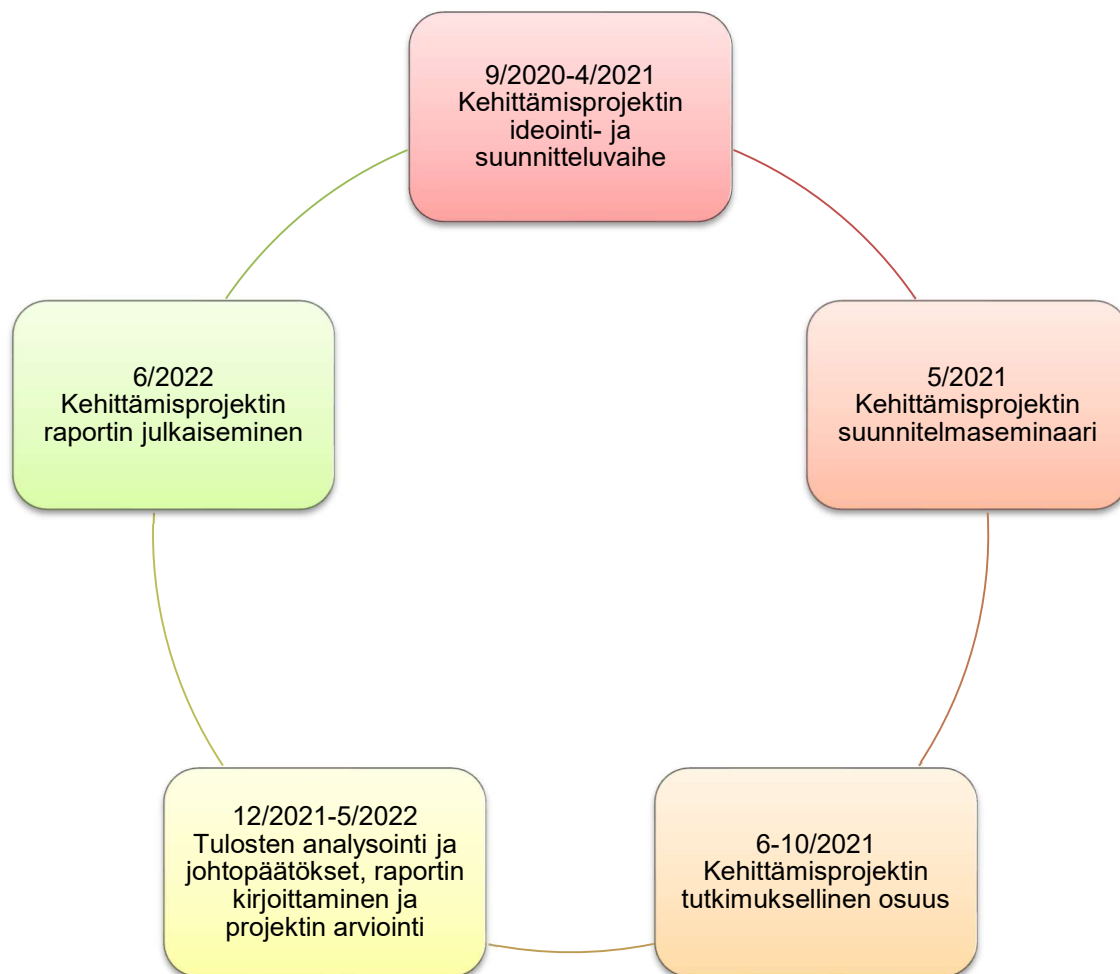 9/2020-4/2021
Kehittämisprojektin
ideointi- ja
suunnitteluvaihe
5/2021
Kehittämisprojektin
suunnitelmaseminaari
6-10/2021
Kehittämisprojektin
tutkimuksellinen osuus
12/2021-5/2022
Tulosten analysointi ja
johtopäätökset, raportin
kirjoittaminen ja
projektin arviointi
6/2022
Kehittämisprojektin
raportin julkaiseminen